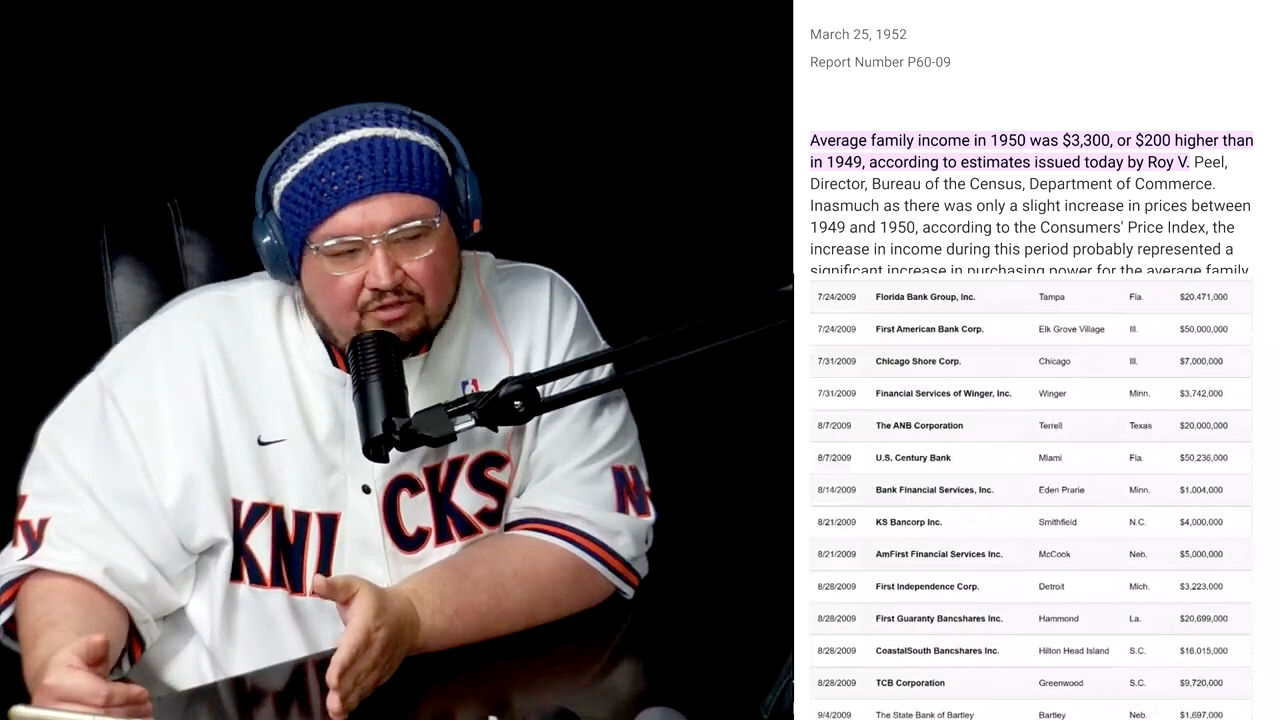 March 25, 1952
Report Number P60-09
Average family income in 1950 was $3,300, or $200 higher than
in 1949, according to estimates issued today by Roy V. Peel,
Director, Bureau of the Census, Department of Commerce.
Inasmuch as there was only a slight increase in prices between
1949 and 1950, according to the Consumers' Price Index, the
increase in income during this period probably represented a
significant increase in purchasing power for the average family
7/24/2009 Florida Bank Group, Inc. Tampa Fla. $20,471,000
7/24/2009 First American Bank Corp. Elk Grove Village Ill. $50,000,000
7/31/2009 Chicago Shore Corp. Chicago Ill. $7,000,000
7/31/2009 Financial Services of Winger, Inc. Winger Minn. $3,742,000
8/7/2009 The ANB Corporation Terrell Texas $20,000,000
8/7/2009 U.S. Century Bank Miami Fla. $50,236,000
8/14/2009 Bank Financial Services, Inc. Eden Prarie Minn. $1,004,000
8/21/2009 KS Bancorp Inc. Smithfield N.C. $4,000,000
8/21/2009 AmFirst Financial Services Inc. McCook Neb. $5,000,000
8/28/2009 First Independence Corp. Detroit Mich. $3,223,000
8/28/2009 First Guaranty Bancshares Inc. Hammond La. $20,699,000
8/28/2009 CoastalSouth Bancshares Inc. Hilton Head Island S.C. $16,015,000
8/28/2009 TCB Corporation Greenwood S.C. $9,720,000
9/4/2009 The State Bank of Bartley Bartley Neb. $1,697,000
KNICKS